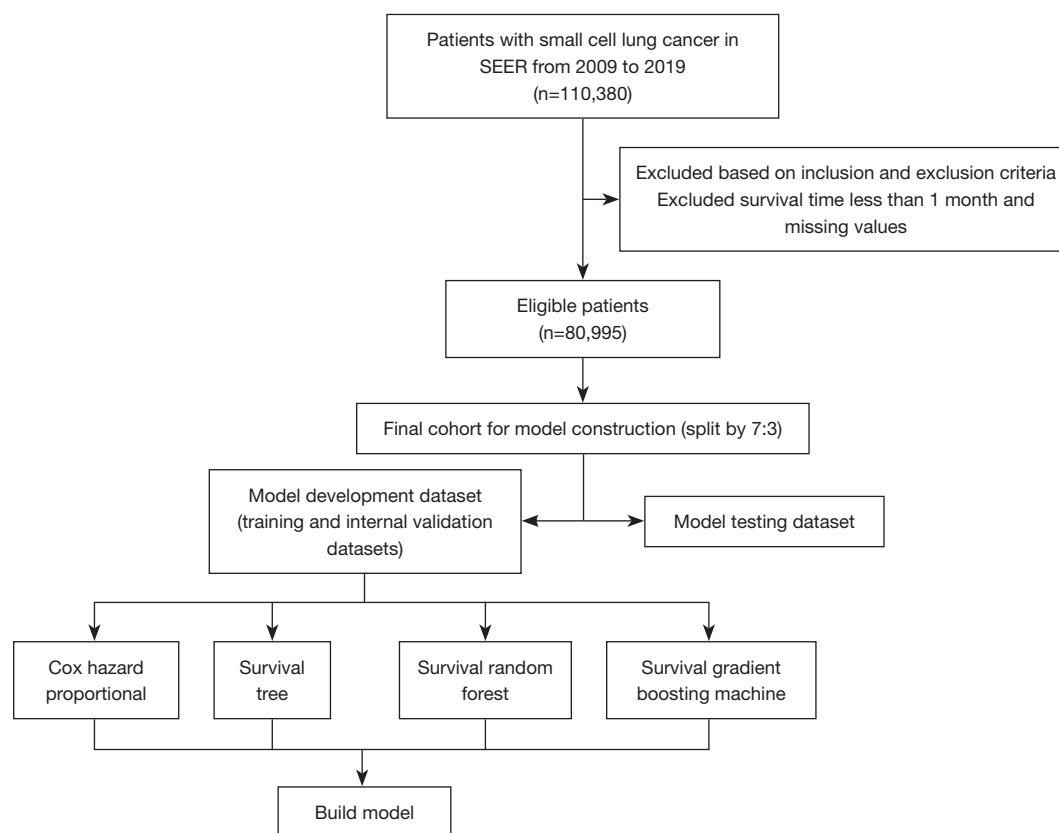 Patients with small cell lung cancer in
SEER from 2009 to 2019
(n=110,380)
Excluded based on inclusion and exclusion criteria
Excluded survival time less than 1 month and
missing values
Eligible patients
(n=80,995)
Final cohort for model construction (split by 7:3)
Model development dataset
(training and internal validation
datasets)
Model testing dataset
Cox hazard
proportional
Survival
tree
Survival random
forest
Survival gradient
boosting machine
Build model